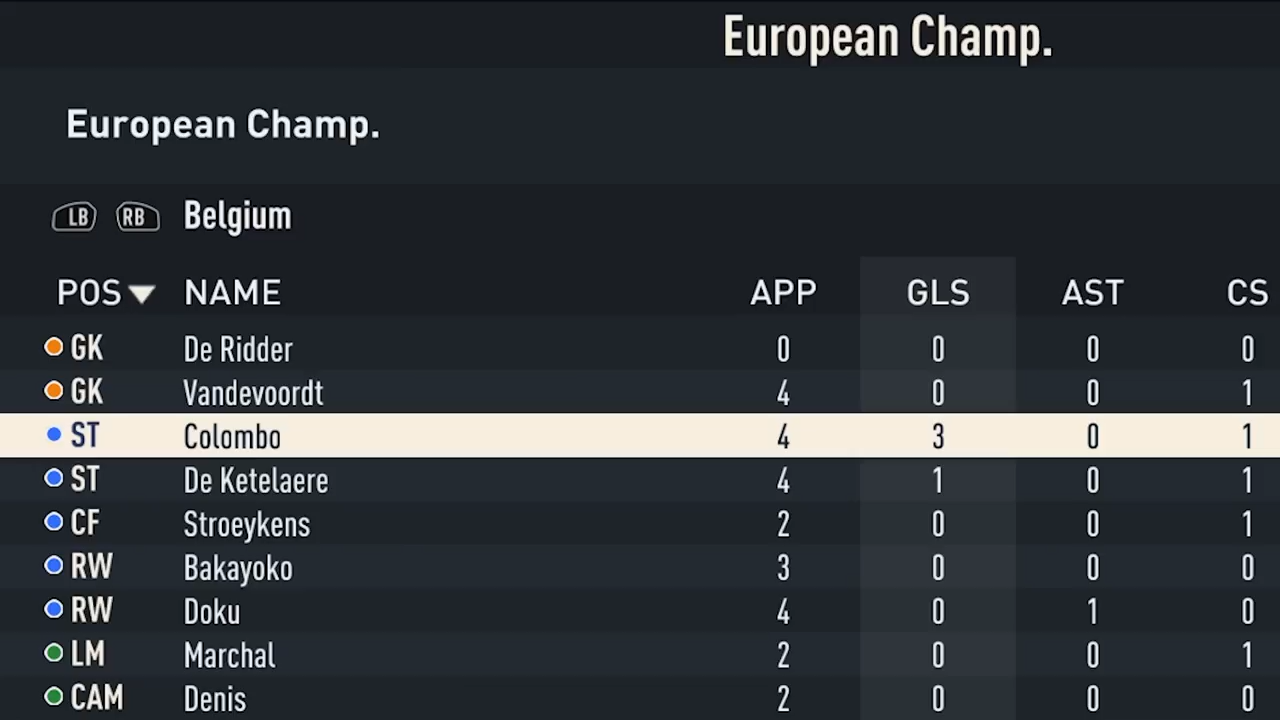 European Champ.
European Champ.
LB RB Belgium
POS NAME APP GLS AST CS
GK De Ridder 0 0 0 0
GK Vandevoordt 4 0 0 1
ST Colombo 4 3 0 1
ST De Ketelaere 4 1 0 1
CF Stroeykens 2 0 0 1
RW Bakayoko 3 0 0 0
RW Doku 4 0 1 0
LM Marchal 2 0 0 1
CAM Denis 2 0 0 0